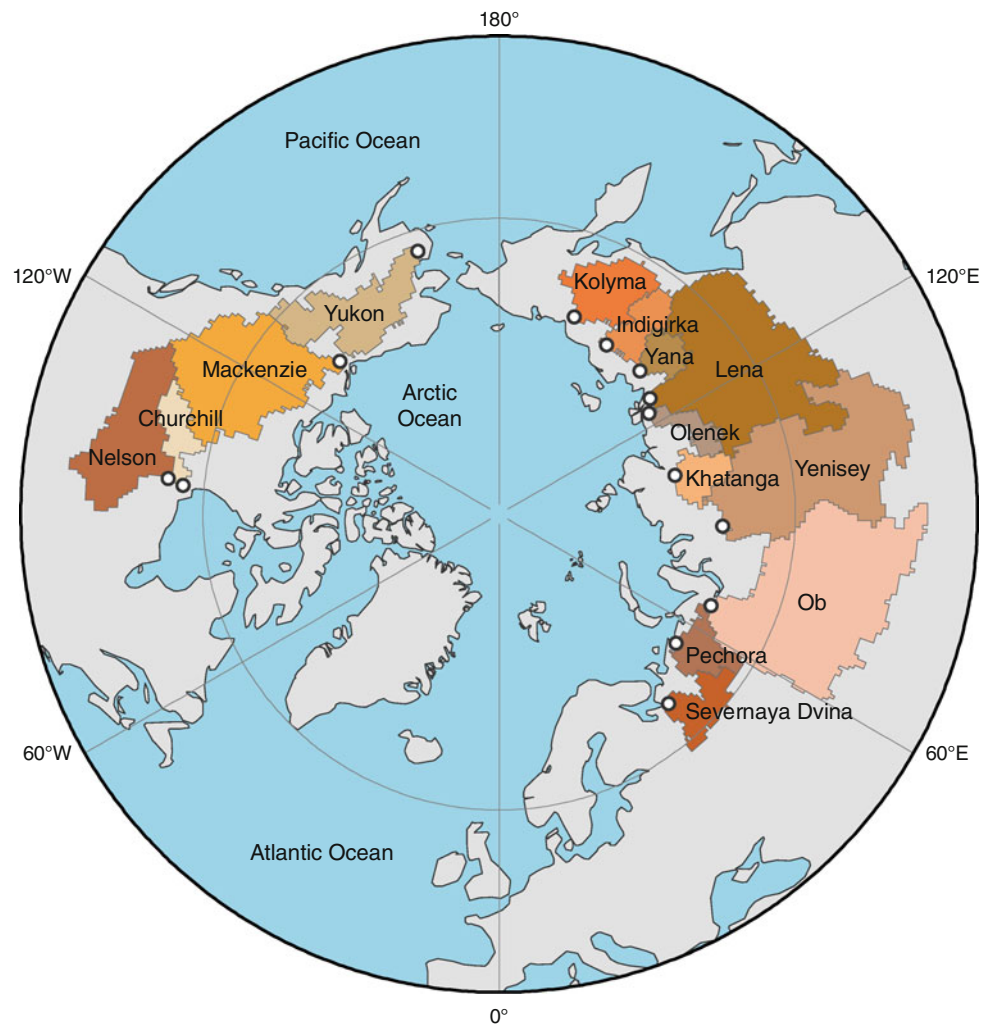 180°
Pacific Ocean
120°W
120°E
Kolyma
Yukon
Indigirka
Yana
Mackenzie
Lena
Arctic
Ocean
Churchill
Olenek
Nelson
Khatanga
Yenisey
Ob
Pechora
Severnaya Dvina
60°W
60°E
Atlantic Ocean
0°